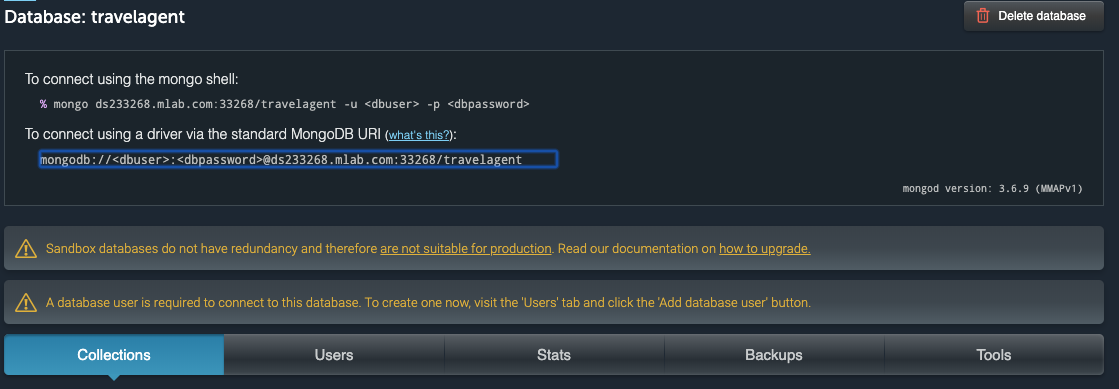 Database: travelagent
Delete database
To connect using the mongo shell:
% mongo ds233268.mlab.com:33268/travelagent -u <dbuser> -p <dbpassword>
To connect using a driver via the standard MongoDB URI (what's this?):
mongodb://<dbuser>:<dbpassword>@ds233268.mlab.com:33268/travelagent
mongod version: 3.6.9 (MMAPv1)
Sandbox databases do not have redundancy and therefore are not suitable for production. Read our documentation on how to upgrade.
A database user is required to connect to this database. To create one now, visit the 'Users' tab and click the 'Add database user' button.
Collections
Users
Stats
Backups
Tools